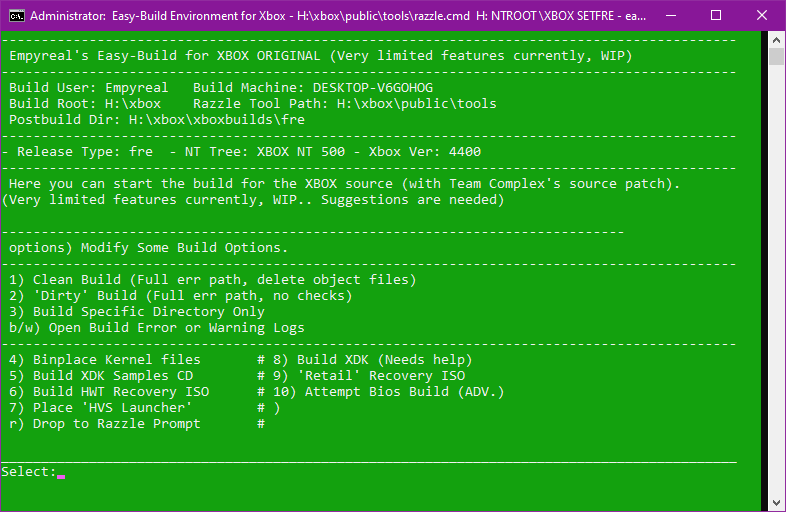 Administrator:  Easy-Build Environment for Xbox - H:\xbox\public\tools\razzle.cmd  H: NTROOT\XBOX SETFRE - ea...
--------------------------------------------------------------------------------------------
Empyreal's Easy-Build for XBOX ORIGINAL (Very limited features currently, WIP)
--------------------------------------------------------------------------------------------
Build User: Empyreal   Build Machine: DESKTOP-V6GOHOG
Build Root: H:\xbox    Razzle Tool Path: H:\xbox\public\tools
Postbuild Dir: H:\xbox\xboxbuilds\fre
--------------------------------------------------------------------------------------------
- Release Type: fre  - NT Tree: XBOX NT 500 - Xbox Ver: 4400
--------------------------------------------------------------------------------------------
Here you can start the build for the XBOX source (with Team Complex's source patch).
(Very limited features currently, WIP.. Suggestions are needed)
------------------------------------------------------------------------------
options) Modify Some Build Options.
--------------------------------------------------------------------------------------------
1) Clean Build (Full err path, delete object files)
2) 'Dirty' Build (Full err path, no checks)
3) Build Specific Directory Only
b/w) Open Build Error or Warning Logs
--------------------------------------------------------------------------------------------
4) Binplace Kernel files       # 8) Build XDK (Needs help)
5) Build XDK Samples CD        # 9) 'Retail' Recovery ISO
6) Build HWT Recovery ISO      # 10) Attempt Bios Build (ADV.)
7) Place 'HVS Launcher'        # )
r) Drop to Razzle Prompt       #
____________________________________________________________________________________________
Select: